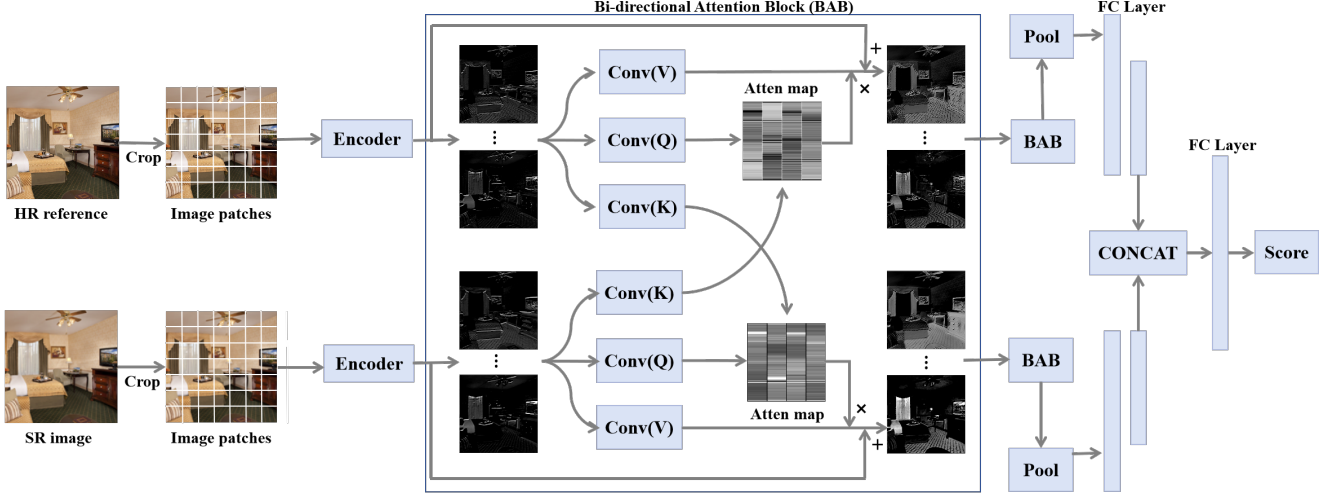 Bi-directional Attention Block (BAB)
FC Layer
Pool
Conv(V)
+
×
Atten map
HR reference
Crop
Image patches
Encoder
⋮
Conv(Q)
Conv(K)
⋮
BAB
FC Layer
CONCAT
Score
SR image
Crop
Image patches
Encoder
⋮
Conv(K)
Conv(Q)
Conv(V)
Atten map
×
+
⋮
BAB
Pool